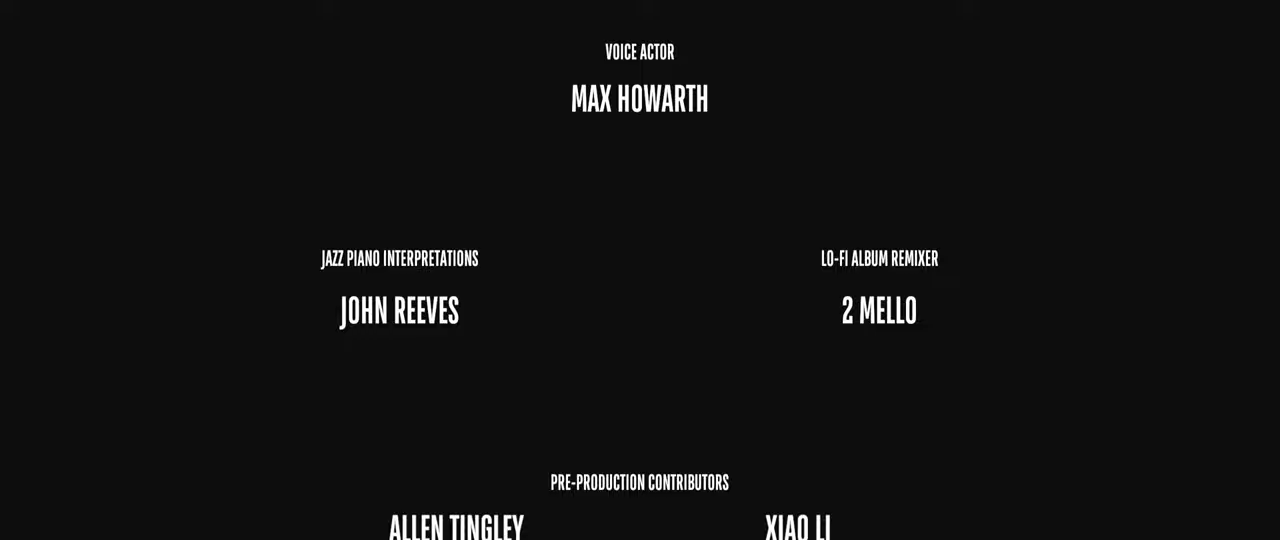 VOICE ACTOR
MAX HOWARTH
JAZZ PIANO INTERPRETATIONS
JOHN REEVES
LO-FI ALBUM REMIXER
2 MELLO
PRE-PRODUCTION CONTRIBUTORS
ALLEN TINGLEY
XIAO LI